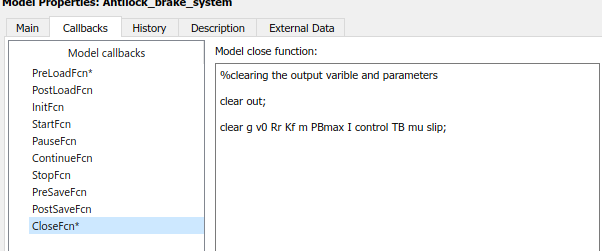 Model Properties: Antilock_brake_system
Main Callbacks History Description External Data
Model callbacks
PreLoadFcn*
PostLoadFcn
InitFcn
StartFcn
PauseFcn
ContinueFcn
StopFcn
PreSaveFcn
PostSaveFcn
CloseFcn*
Model close function:
%clearing the output varible and parameters
clear out;
clear g v0 Rr Kf m PBmax I control TB mu slip;